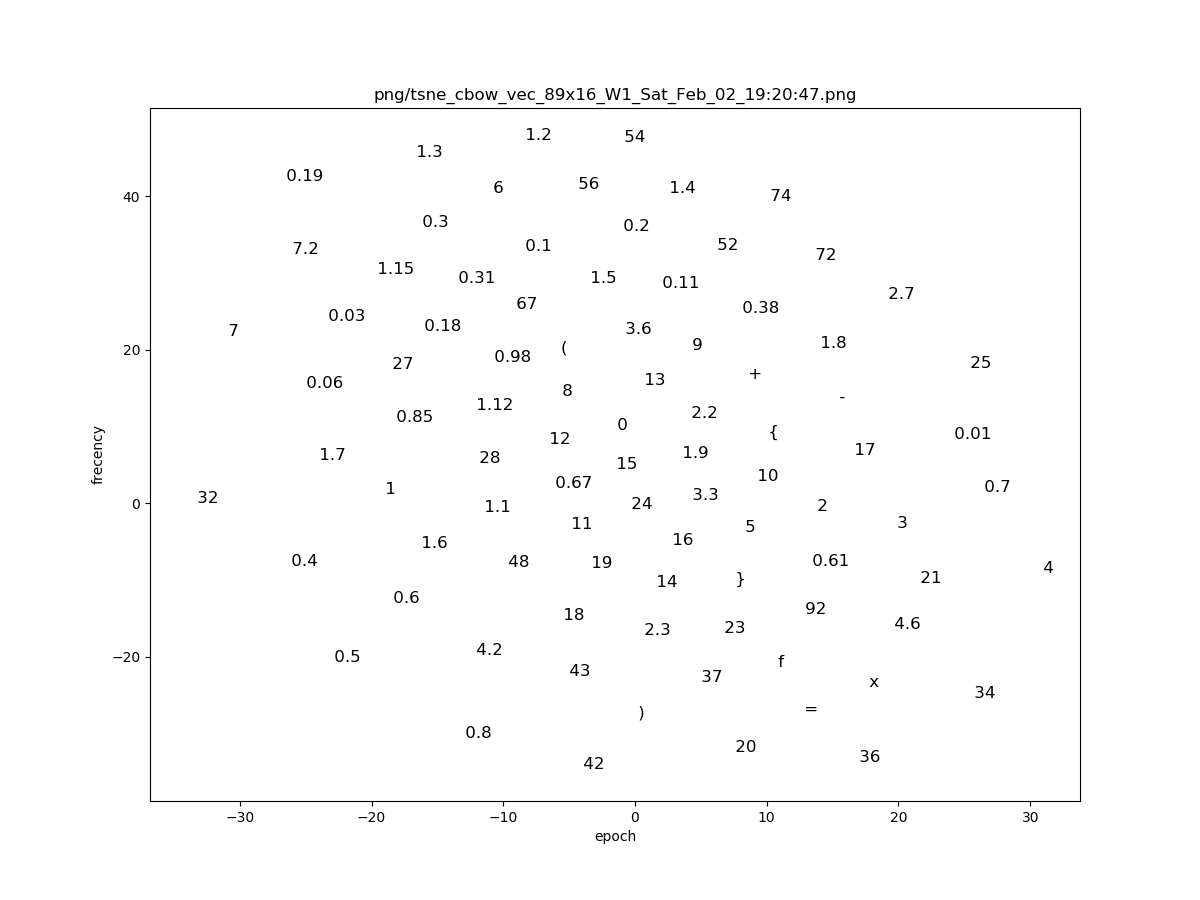 png/tsne_cbow_vec_89x16_W1_Sat_Feb_02_19:20:47.png
1.2 54
1.3
0.19
6 56 1.4 74
0.3 0.2
7.2 0.1 52 72
1.15 0.31 1.5 0.11
2.7
67 0.38
0.03 0.18 3.6
7 ( 9 1.8
27 0.98 25
0.06 8 13 + -
0.85 1.12 2.2
0 { 0.01
12
1.7 28 15 1.9 17
1 0.67 10 0.7
32 1.1 24 3.3 2
11 5 3
1.6 16
0.4 48 19 0.61 4
14 } 21
0.6 18 92
2.3 23 4.6
0.5 4.2 f
43 37 x 34
) =
0.8 20
42 36
40
20
0
−20
−30 −20 −10 0 10 20 30
epoch
frecency